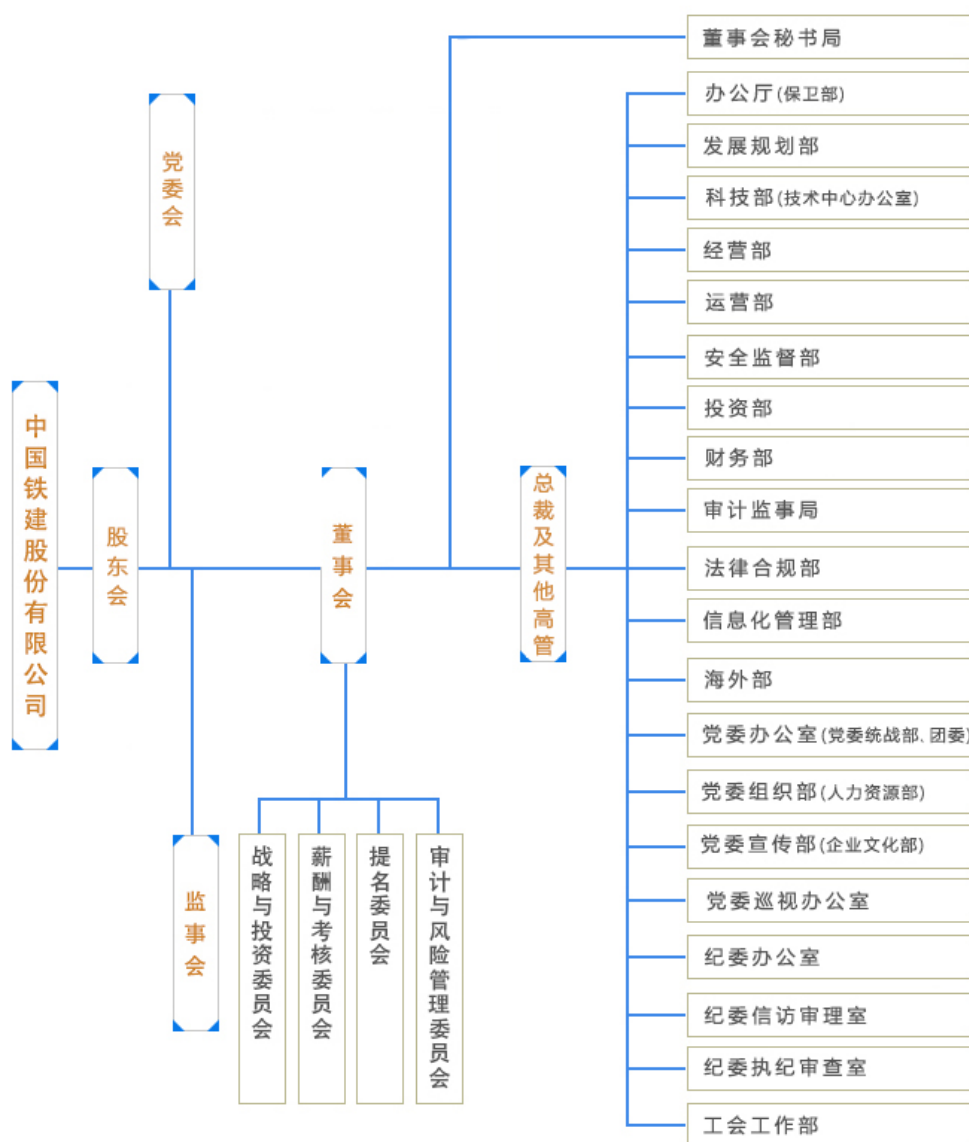 中国铁建股份有限公司
党委会
股东会
监事会
董事会
战略与投资委员会
薪酬与考核委员会
提名委员会
审计与风险管理委员会
总裁及其他高管
董事会秘书局
办公厅(保卫部)
发展规划部
科技部(技术中心办公室)
经营部
运营部
安全监督部
投资部
财务部
审计监事局
法律合规部
信息化管理部
海外部
党委办公室(党委统战部、团委)
党委组织部(人力资源部)
党委宣传部(企业文化部)
党委巡视办公室
纪委办公室
纪委信访审理室
纪委执纪审查室
工会工作部